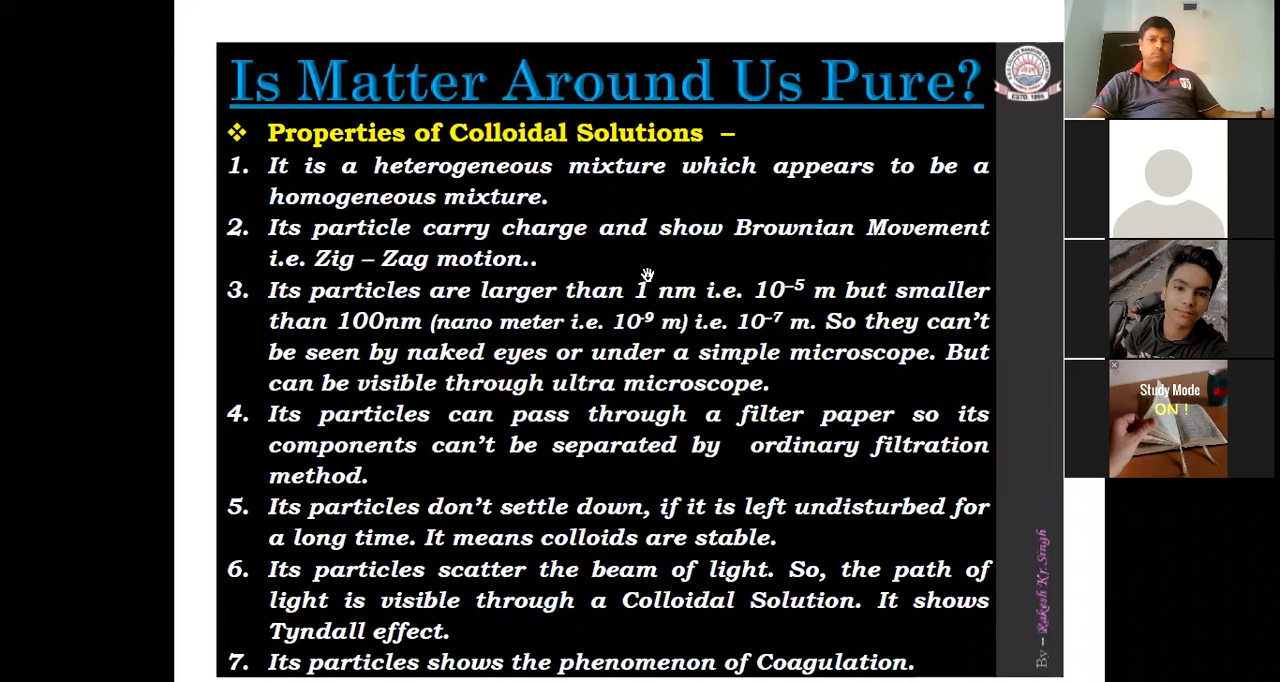 Is Matter Around Us Pure?
❖ Properties of Colloidal Solutions –
1. It is a heterogeneous mixture which appears to be a
homogeneous mixture.
2. Its particle carry charge and show Brownian Movement
i.e. Zig – Zag motion..
3. Its particles are larger than 1 nm i.e. 10⁻⁵ m but smaller
than 100nm (nano meter i.e. 10⁻⁹ m) i.e. 10⁻⁷ m. So they can't
be seen by naked eyes or under a simple microscope. But
can be visible through ultra microscope.
4. Its particles can pass through a filter paper so its
components can't be separated by ordinary filtration
method.
5. Its particles don't settle down, if it is left undisturbed for
a long time. It means colloids are stable.
6. Its particles scatter the beam of light. So, the path of
light is visible through a Colloidal Solution. It shows
Tyndall effect.
7. Its particles shows the phenomenon of Coagulation.
By – Rakesh Kr. Singh
Study Mode
ON !